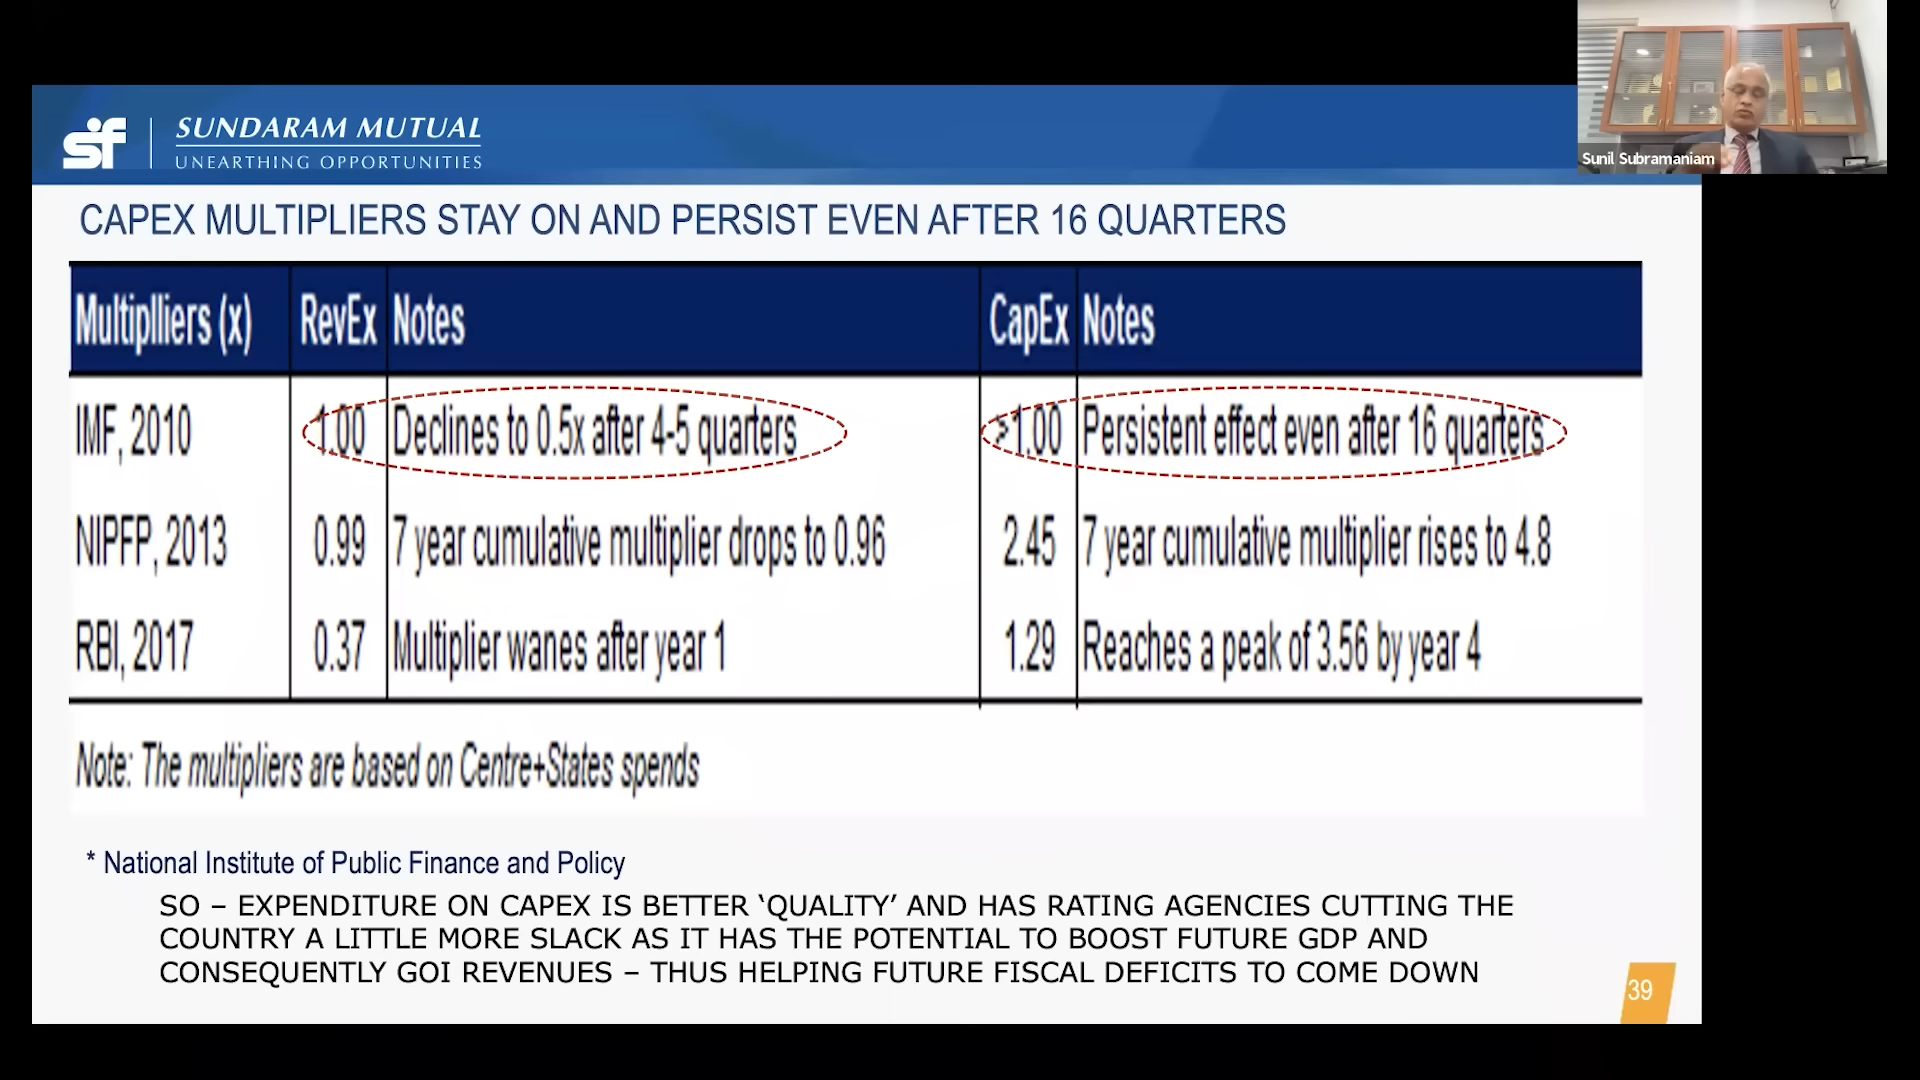 Sunil Subramaniam
sf
SUNDARAM MUTUAL
UNEARTHING OPPORTUNITIES
CAPEX MULTIPLIERS STAY ON AND PERSIST EVEN AFTER 16 QUARTERS
Multiplliers (x) RevEx Notes CapEx Notes
IMF, 2010 1.00 Declines to 0.5x after 4-5 quarters >1.00 Persistent effect even after 16 quarters
NIPFP, 2013 0.99 7 year cumulative multiplier drops to 0.96 2.45 7 year cumulative multiplier rises to 4.8
RBI, 2017 0.37 Multiplier wanes after year 1 1.29 Reaches a peak of 3.56 by year 4
Note: The multipliers are based on Centre+States spends
* National Institute of Public Finance and Policy
SO – EXPENDITURE ON CAPEX IS BETTER ‘QUALITY’ AND HAS RATING AGENCIES CUTTING THE
COUNTRY A LITTLE MORE SLACK AS IT HAS THE POTENTIAL TO BOOST FUTURE GDP AND
CONSEQUENTLY GOI REVENUES – THUS HELPING FUTURE FISCAL DEFICITS TO COME DOWN
39